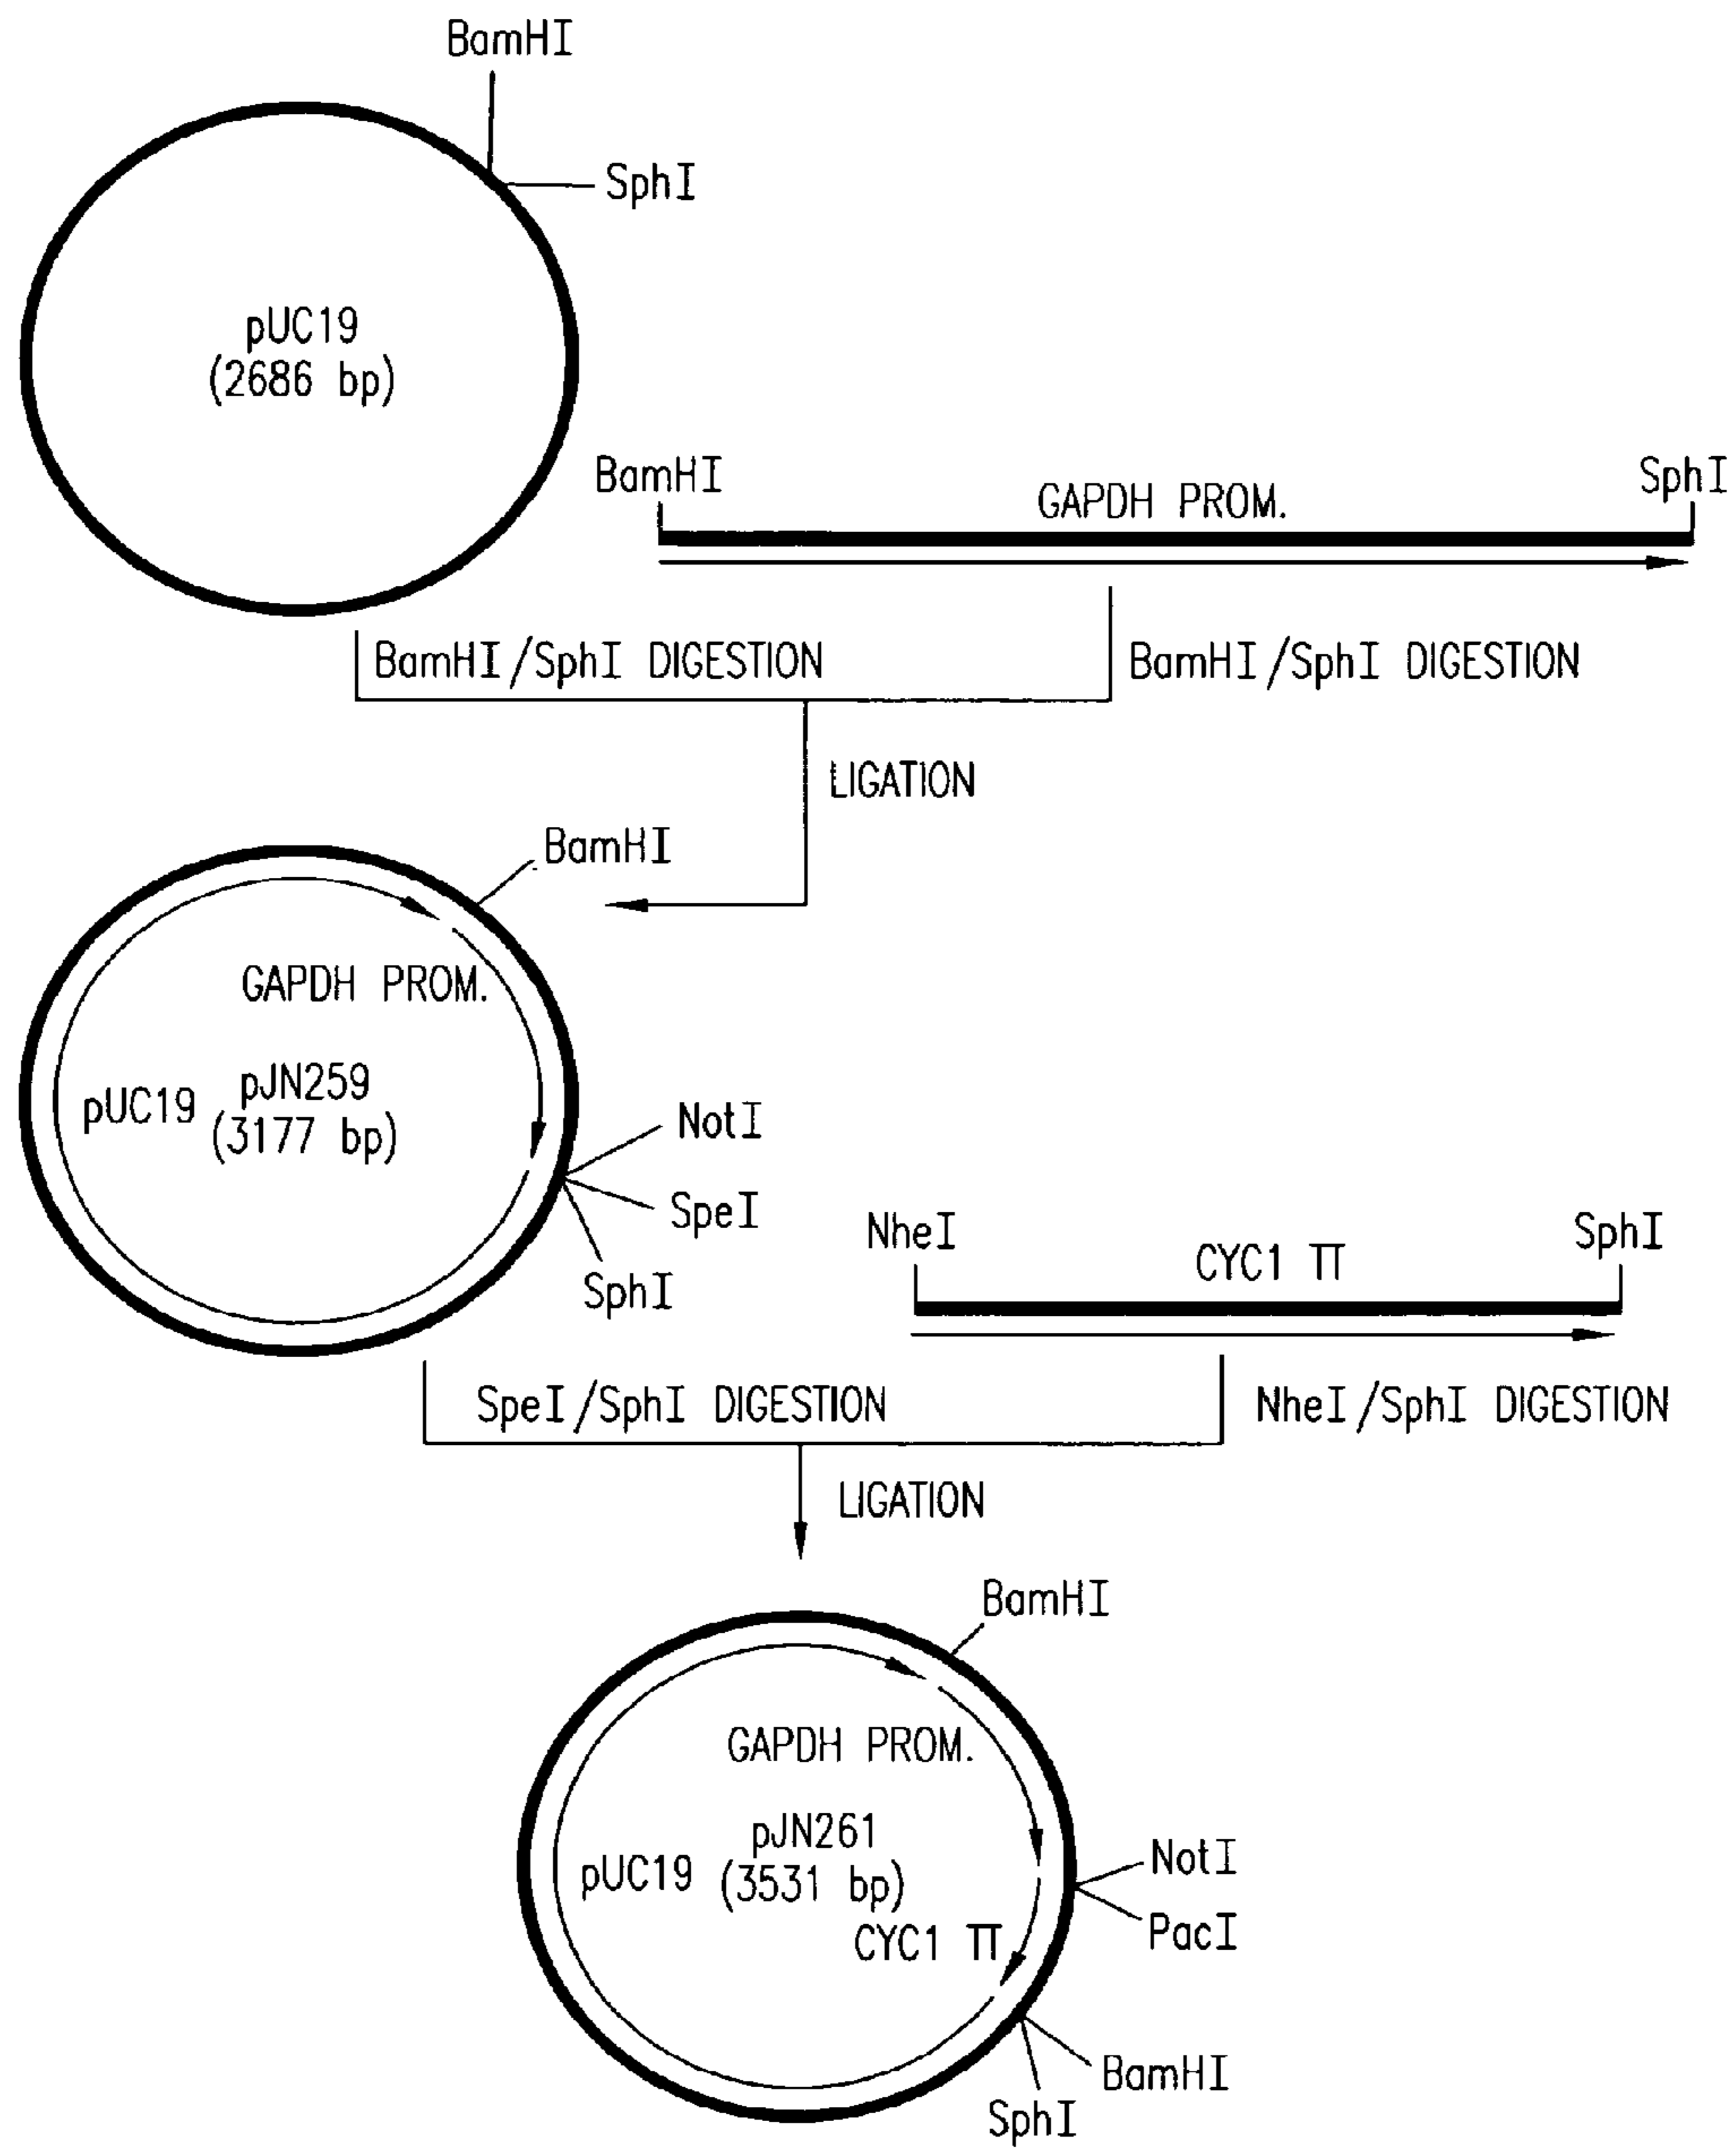 BamHI
SphI
pUC19
(2686 bp)
BamHI
GAPDH PROM.
SphI
BamHI/SphI DIGESTION
BamHI/SphI DIGESTION
LIGATION
BamHI
GAPDH PROM.
pUC19
pJN259
(3177 bp)
NotI
SpeI
SphI
NheI
CYC1 TT
SphI
SpeI/SphI DIGESTION
NheI/SphI DIGESTION
LIGATION
BamHI
GAPDH PROM.
pUC19
pJN261
(3531 bp)
CYC1 TT
NotI
PacI
BamHI
SphI